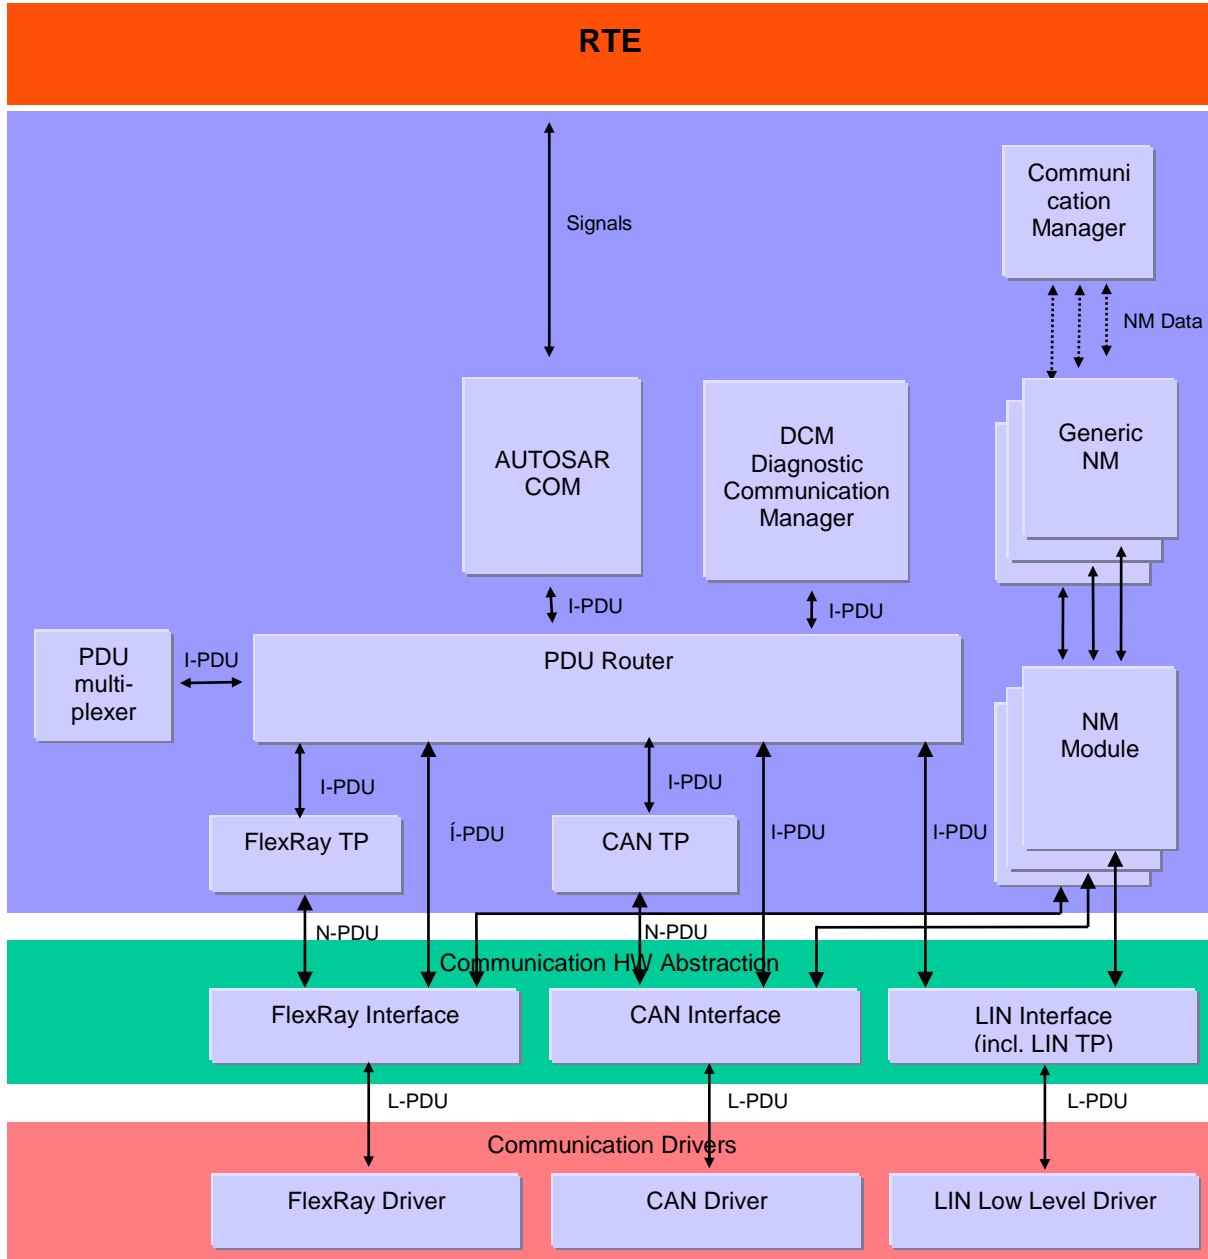 RTE
Communi
cation
Manager
Signals
NM Data
AUTOSAR
COM
DCM
Diagnostic
Communication
Manager
Generic
NM
I-PDU
I-PDU
PDU
multi-
plexer
I-PDU
PDU Router
NM
Module
I-PDU
I-PDU
FlexRay TP
Í-PDU
CAN TP
I-PDU
I-PDU
N-PDU
N-PDU
Communication HW Abstraction
FlexRay Interface
CAN Interface
LIN Interface
(incl. LIN TP)
L-PDU
L-PDU
L-PDU
Communication Drivers
FlexRay Driver
CAN Driver
LIN Low Level Driver